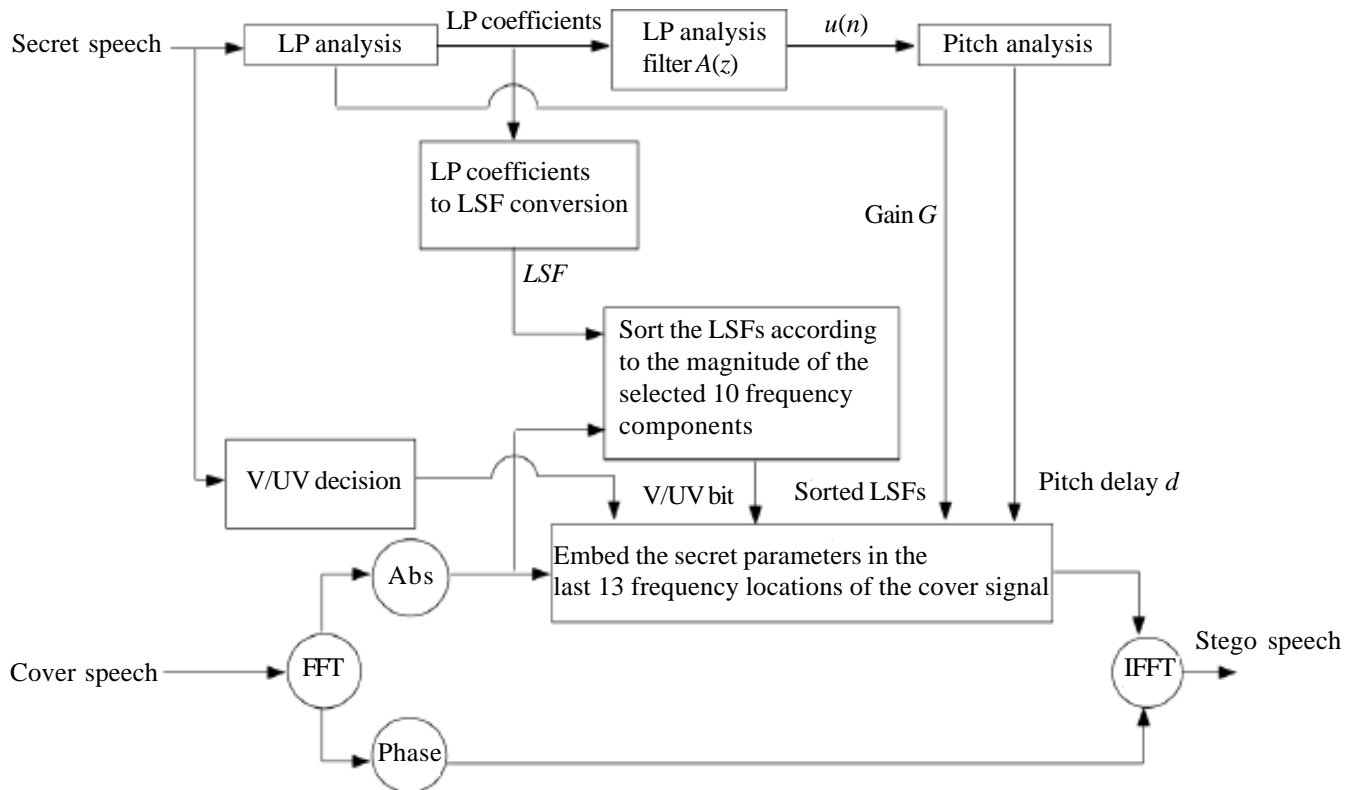 LP coefficients
Secret speech
LP analysis
LP analysis
filter A(z)
u(n)
Pitch analysis
LP coefficients
to LSF conversion
Gain G
LSF
Sort the LSFs according
to the magnitude of the
selected 10 frequency
components
V/UV decision
V/UV bit
Sorted LSFs
Pitch delay d
Embed the secret parameters in the
last 13 frequency locations of the cover signal
Abs
Cover speech
FFT
Stego speech
IFFT
Phase